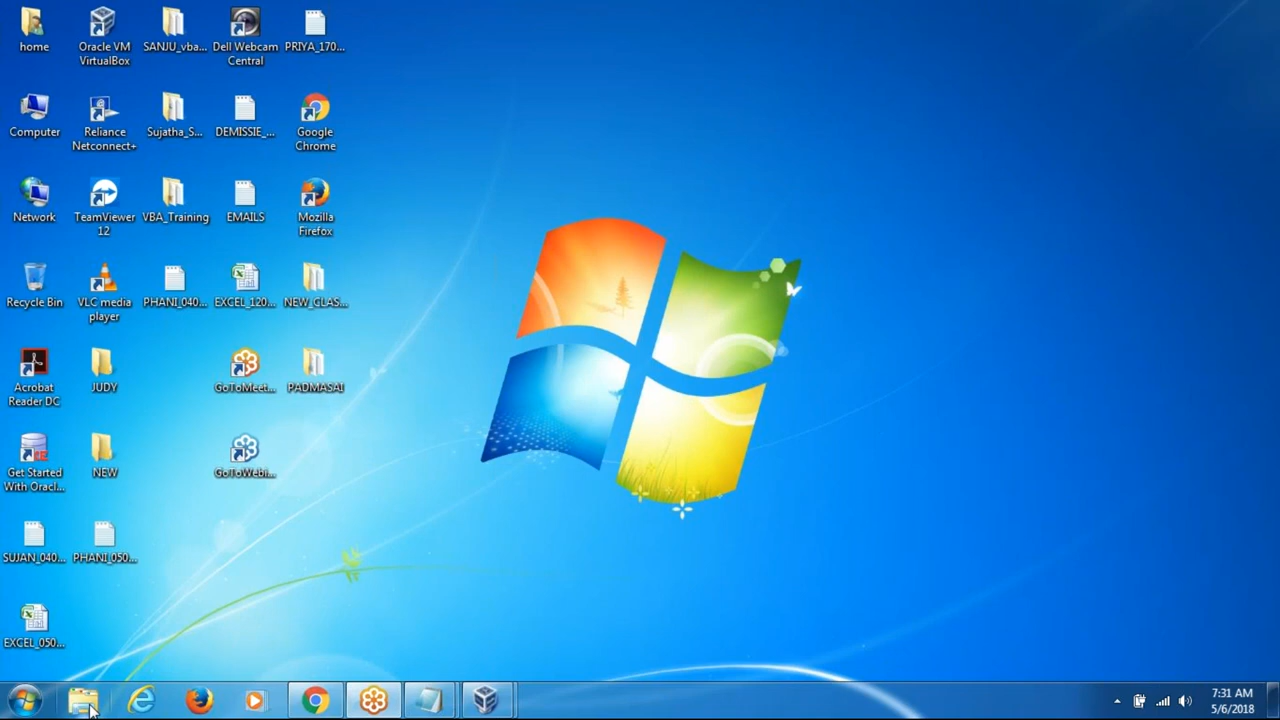 home
Oracle VM
VirtualBox
SANJU_vba...
Dell Webcam
Central
PRIYA_170...
Computer
Reliance
Netconnect+
Sujatha_S...
DEMISSIE_...
Google
Chrome
Network
TeamViewer
12
VBA_Training
EMAILS
Mozilla
Firefox
Recycle Bin
VLC media
player
PHANI_040...
EXCEL_120...
NEW_CLAS...
Acrobat
Reader DC
JUDY
GoToMeet...
PADMASAI
Get Started
With Oracl...
NEW
GoToWebi...
SUJAN_040...
PHANI_050...
EXCEL_050...
7:31 AM
5/6/2018